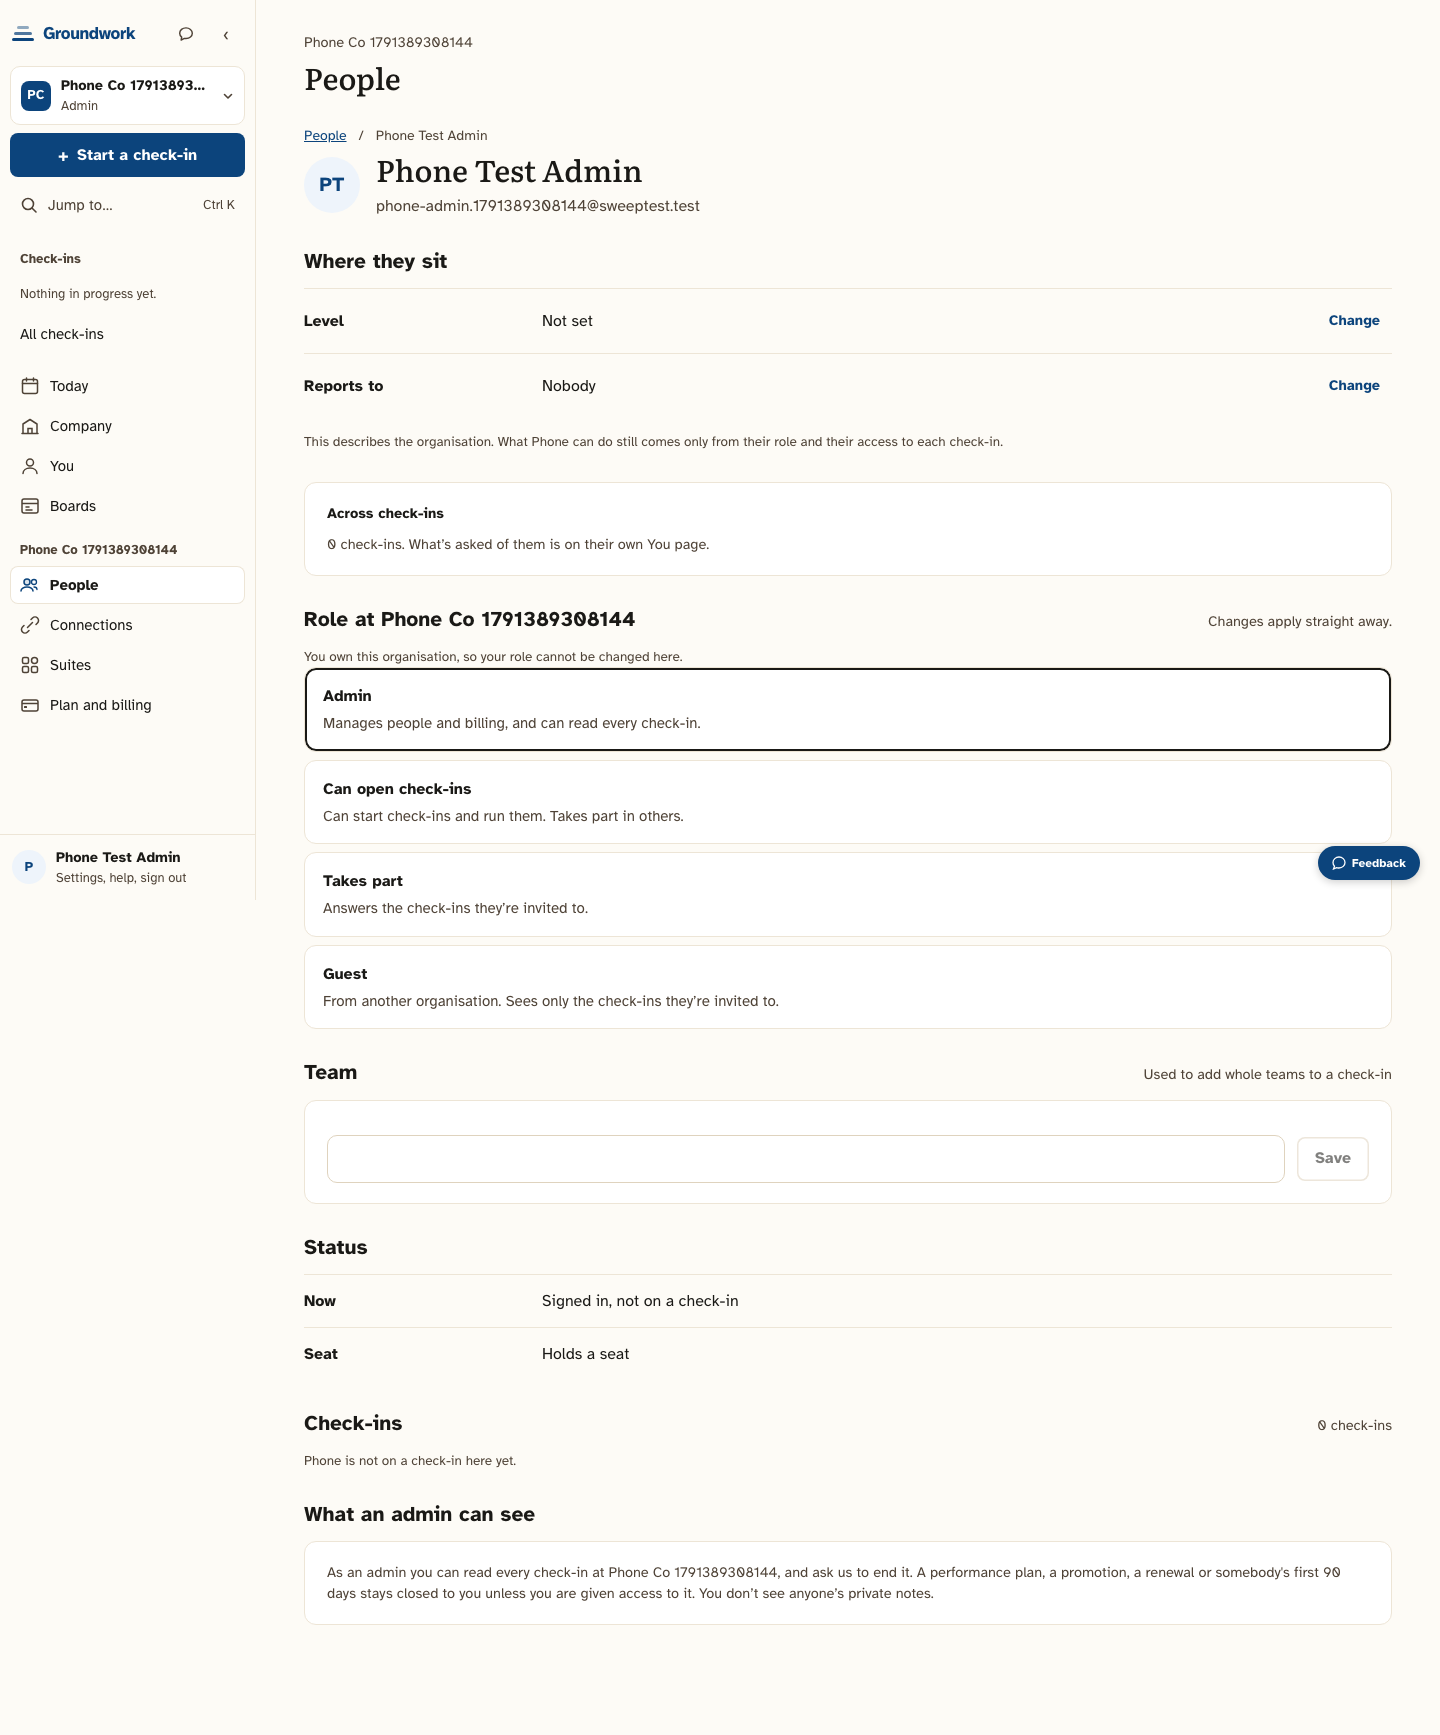 Groundwork
PC
Phone Co 17913893...
Admin
+ Start a check-in
Jump to...
Ctrl K
Check-ins
Nothing in progress yet.
All check-ins
Today
Company
You
Boards
Phone Co 1791389308144
People
Connections
Suites
Plan and billing
P
Phone Test Admin
Settings, help, sign out
Phone Co 1791389308144
People
People / Phone Test Admin
PT
Phone Test Admin
phone-admin.1791389308144@sweeptest.test
Where they sit
Level
Not set
Change
Reports to
Nobody
Change
This describes the organisation. What Phone can do still comes only from their role and their access to each check-in.
Across check-ins
0 check-ins. What’s asked of them is on their own You page.
Role at Phone Co 1791389308144
Changes apply straight away.
You own this organisation, so your role cannot be changed here.
Admin
Manages people and billing, and can read every check-in.
Can open check-ins
Can start check-ins and run them. Takes part in others.
Feedback
Takes part
Answers the check-ins they’re invited to.
Guest
From another organisation. Sees only the check-ins they’re invited to.
Team
Used to add whole teams to a check-in
Save
Status
Now
Signed in, not on a check-in
Seat
Holds a seat
Check-ins
0 check-ins
Phone is not on a check-in here yet.
What an admin can see
As an admin you can read every check-in at Phone Co 1791389308144, and ask us to end it. A performance plan, a promotion, a renewal or somebody's first 90
days stays closed to you unless you are given access to it. You don’t see anyone’s private notes.